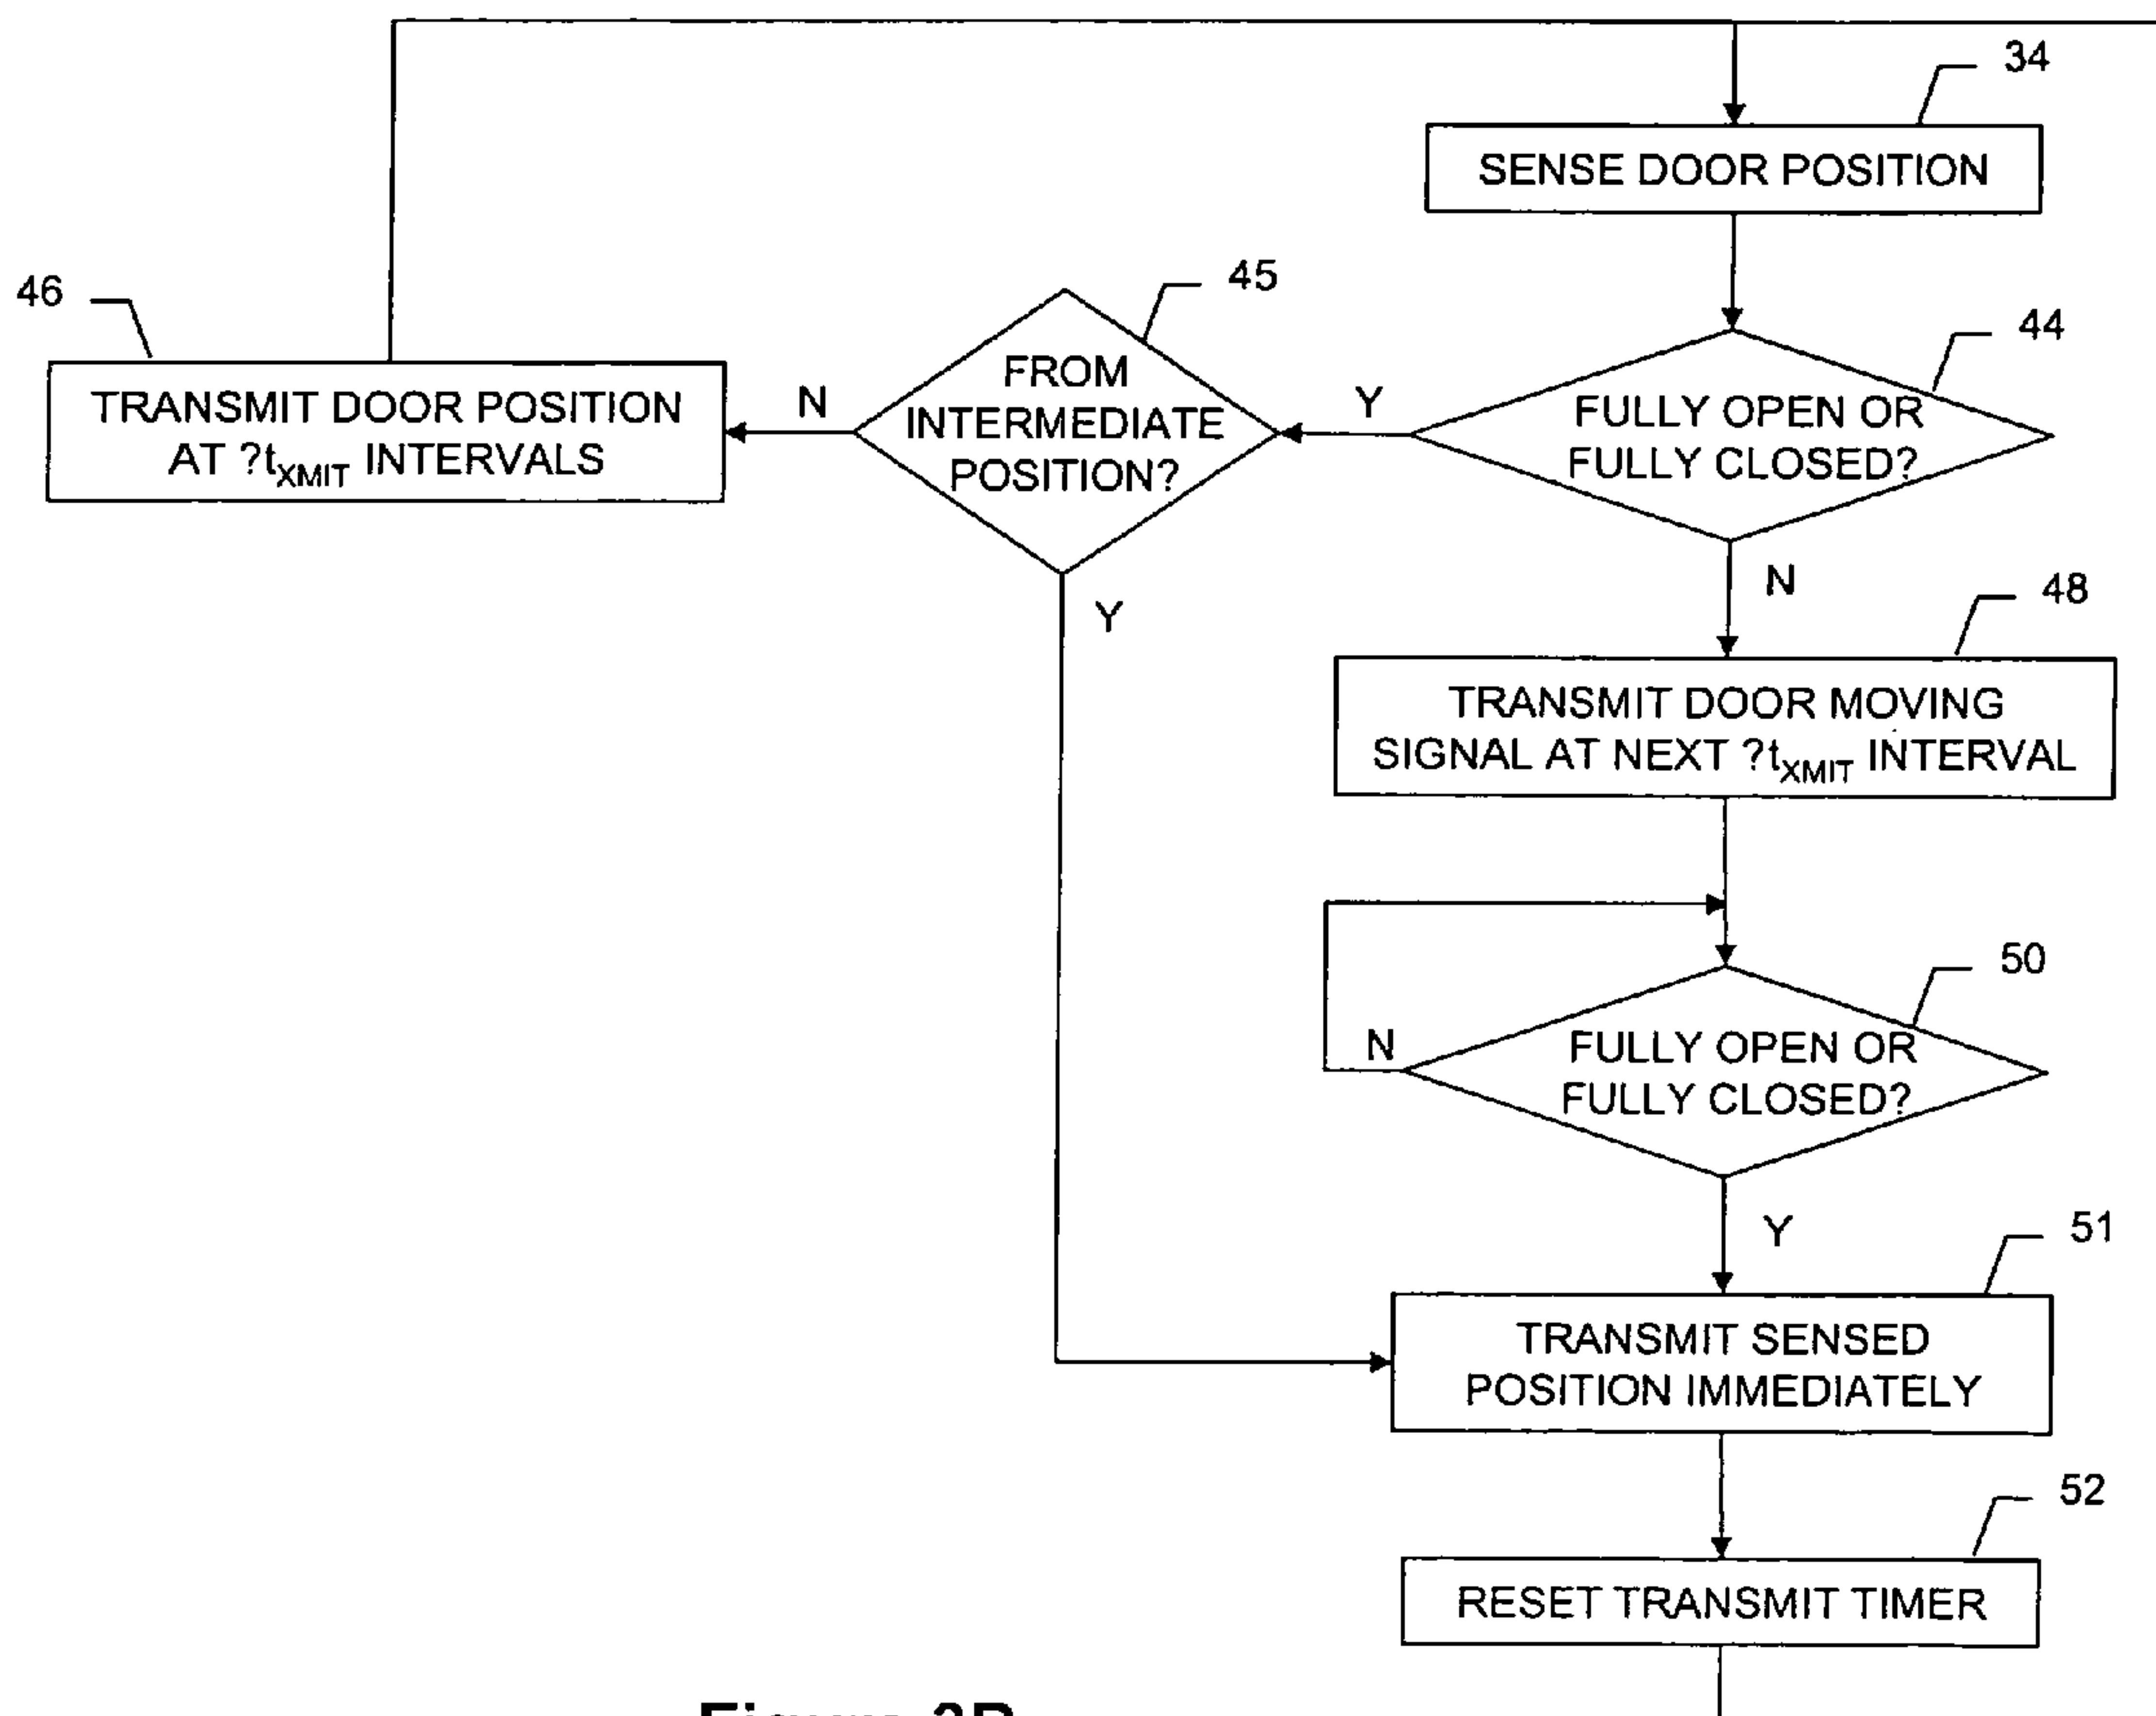 34
SENSE DOOR POSITION
46
45
44
TRANSMIT DOOR POSITION
AT ?tXMIT INTERVALS
N
FROM
INTERMEDIATE
POSITION?
Y
FULLY OPEN OR
FULLY CLOSED?
N
Y
48
TRANSMIT DOOR MOVING
SIGNAL AT NEXT ?tXMIT INTERVAL
50
N
FULLY OPEN OR
FULLY CLOSED?
Y
51
TRANSMIT SENSED
POSITION IMMEDIATELY
52
RESET TRANSMIT TIMER
Figure